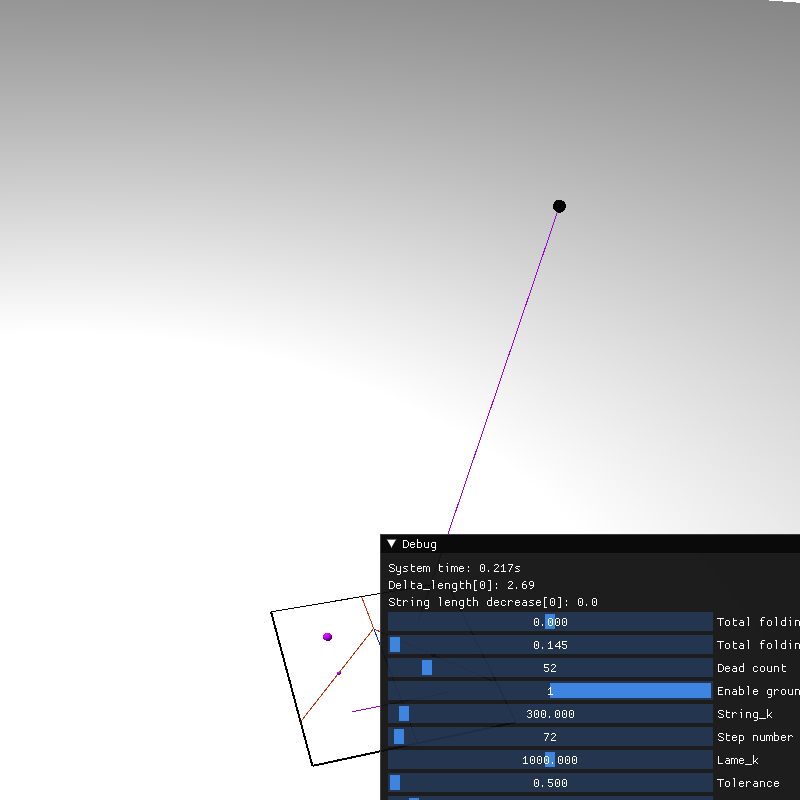 Debug
System time: 0.217s
Delta_length[0]: 2.69
String length decrease[0]: 0.0
0.000 Total foldin
0.145 Total foldin
52 Dead count
1 Enable groun
300.000 String_k
72 Step number
1000.000 Lame_k
0.500 Tolerance